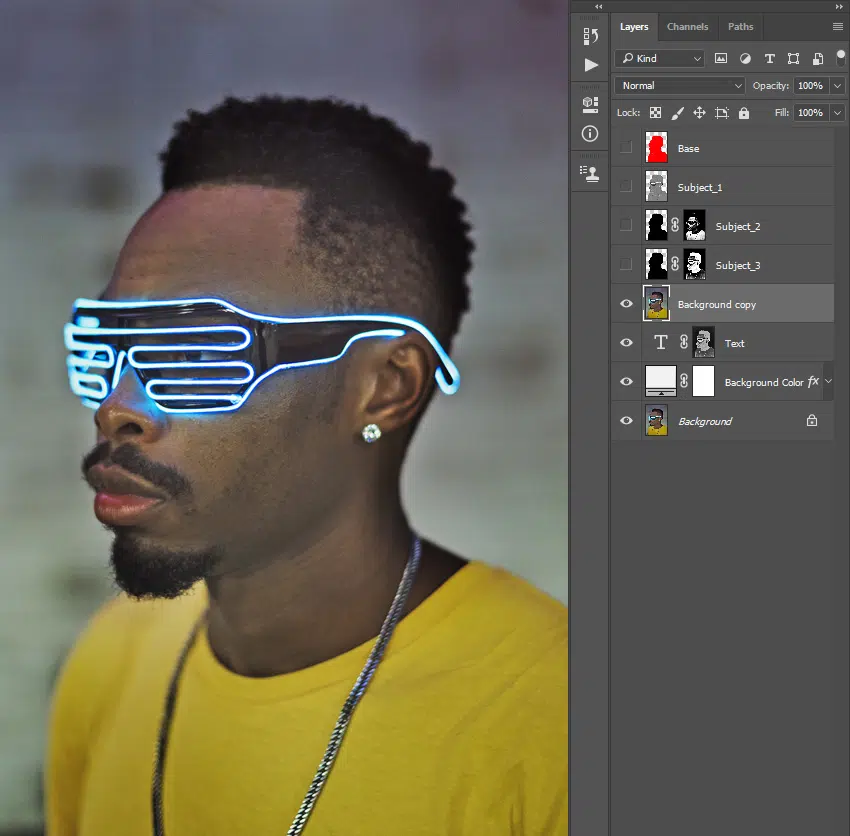 Layers Channels Paths
Kind
Normal Opacity: 100%
Lock: Fill: 100%
Base
Subject_1
Subject_2
Subject_3
Background copy
T Text
Background Color fx
Background